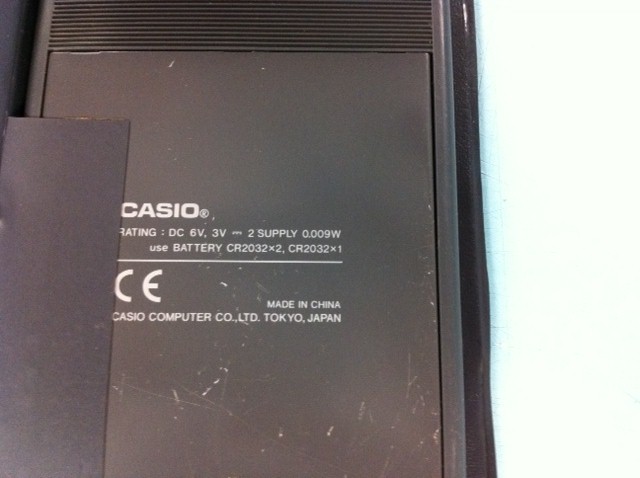 CASIO®
RATING : DC 6V, 3V ⎓ 2 SUPPLY 0.009W
use BATTERY CR2032×2, CR2032×1
CE
MADE IN CHINA
CASIO COMPUTER CO.,LTD. TOKYO, JAPAN